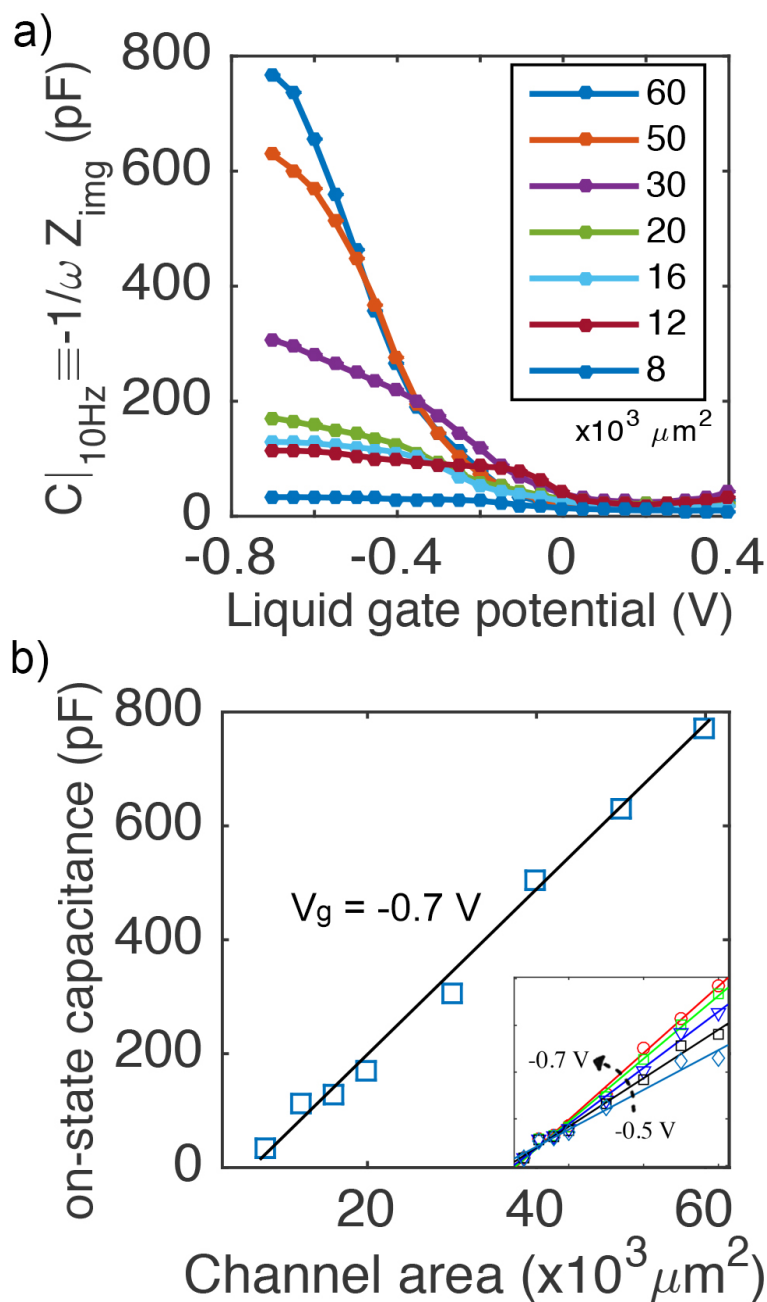 a)
C|10Hz ≡-1/ω Zimg (pF)
800
600
400
200
0
60
50
30
20
16
12
8
x10³ μm²
-0.8
-0.4
0
0.4
Liquid gate potential (V)
b)
on-state capacitance (pF)
800
600
400
200
0
Vg = -0.7 V
-0.7 V
-0.5 V
20
40
60
Channel area (x10³ μm²)